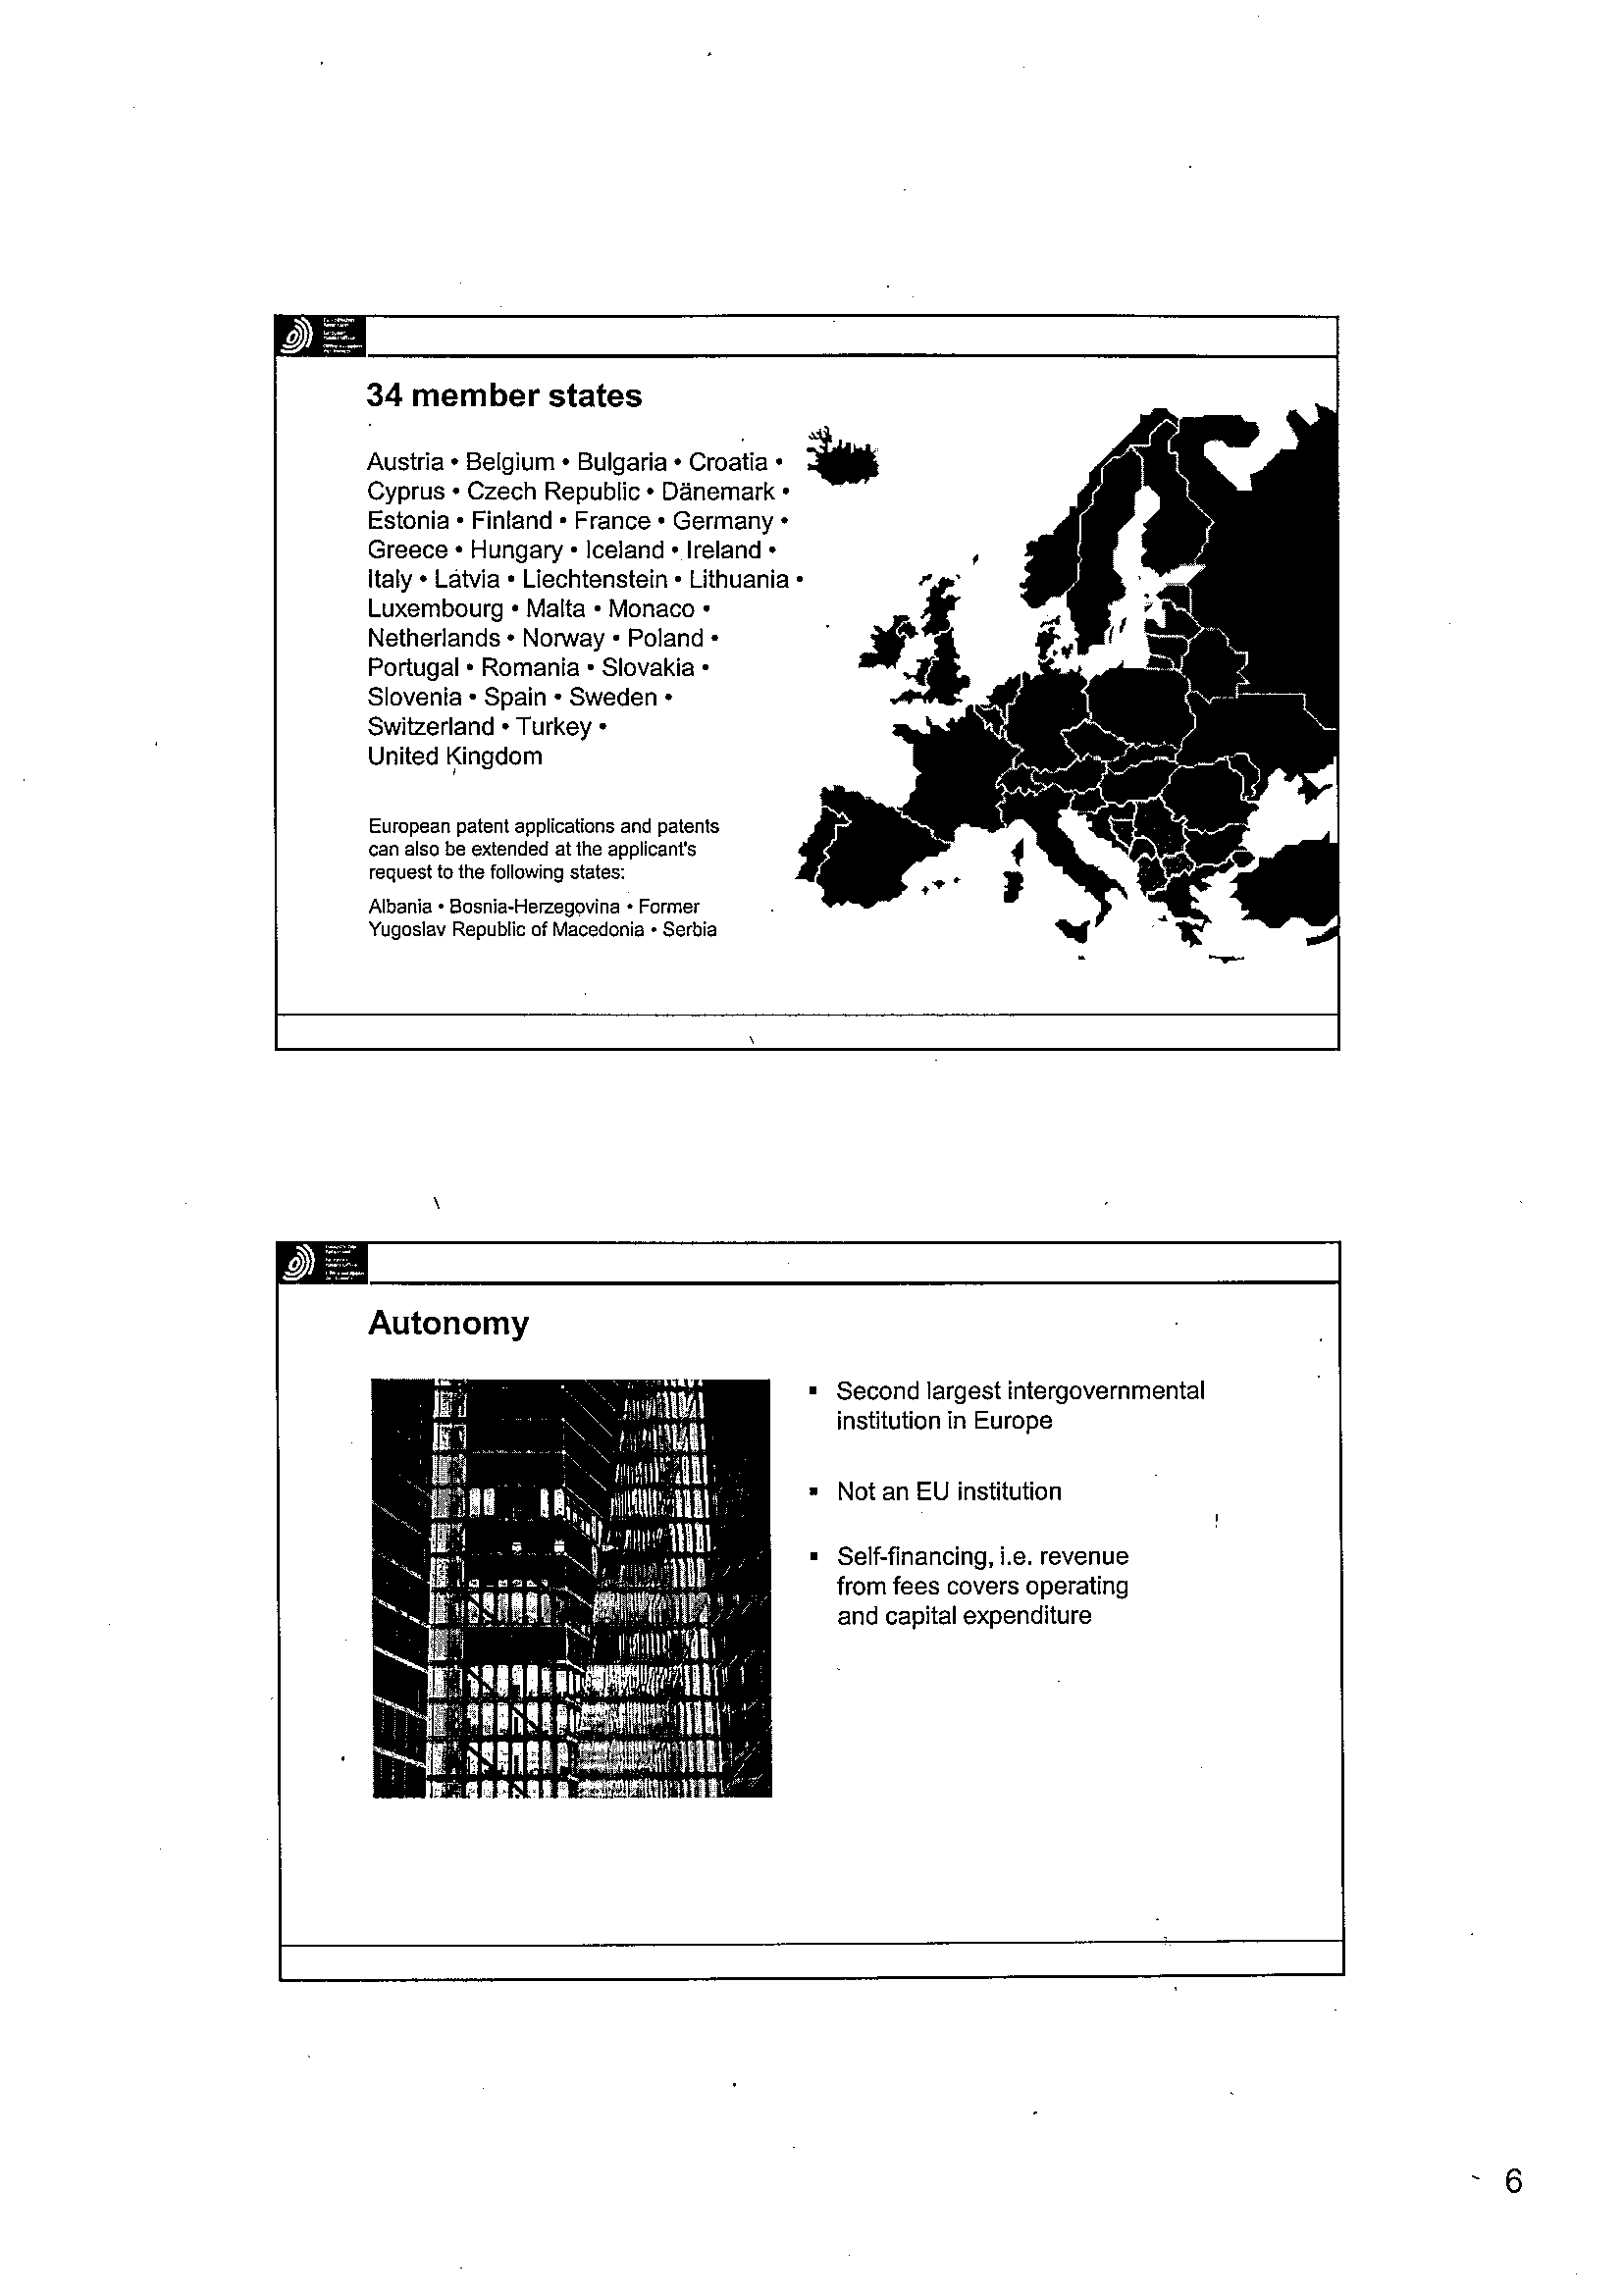 34 member states
Austria • Belgium • Bulgaria • Croatia •
Cyprus • Czech Republic • Dänemark •
Estonia • Finland • France • Germany •
Greece • Hungary • Iceland • Ireland •
Italy • Latvia • Liechtenstein • Lithuania •
Luxembourg • Malta • Monaco •
Netherlands • Norway • Poland •
Portugal • Romania • Slovakia •
Slovenia • Spain • Sweden •
Switzerland • Turkey •
United Kingdom
European patent applications and patents
can also be extended at the applicant's
request to the following states:
Albania • Bosnia-Herzegovina • Former
Yugoslav Republic of Macedonia • Serbia
Autonomy
▪ Second largest intergovernmental
institution in Europe
▪ Not an EU institution
▪ Self-financing, i.e. revenue
from fees covers operating
and capital expenditure
6